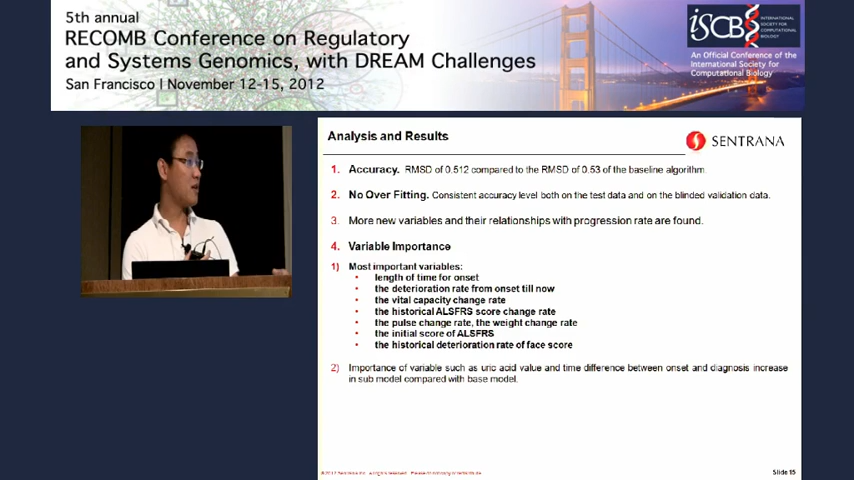 5th annual
RECOMB Conference on Regulatory
and Systems Genomics, with DREAM Challenges
San Francisco | November 12-15, 2012
iSCB
INTERNATIONAL
SOCIETY FOR
COMPUTATIONAL
BIOLOGY
An Official Conference of the
International Society for
Computational Biology
Analysis and Results
SENTRANA
1. Accuracy. RMSD of 0.512 compared to the RMSD of 0.53 of the baseline algorithm.
2. No Over Fitting. Consistent accuracy level both on the test data and on the blinded validation data.
3. More new variables and their relationships with progression rate are found.
4. Variable Importance
1) Most important variables:
• length of time for onset
• the deterioration rate from onset till now
• the vital capacity change rate
• the historical ALSFRS score change rate
• the pulse change rate, the weight change rate
• the initial score of ALSFRS
• the historical deterioration rate of face score
2) Importance of variable such as uric acid value and time difference between onset and diagnosis increase
in sub model compared with base model.
Slide 15